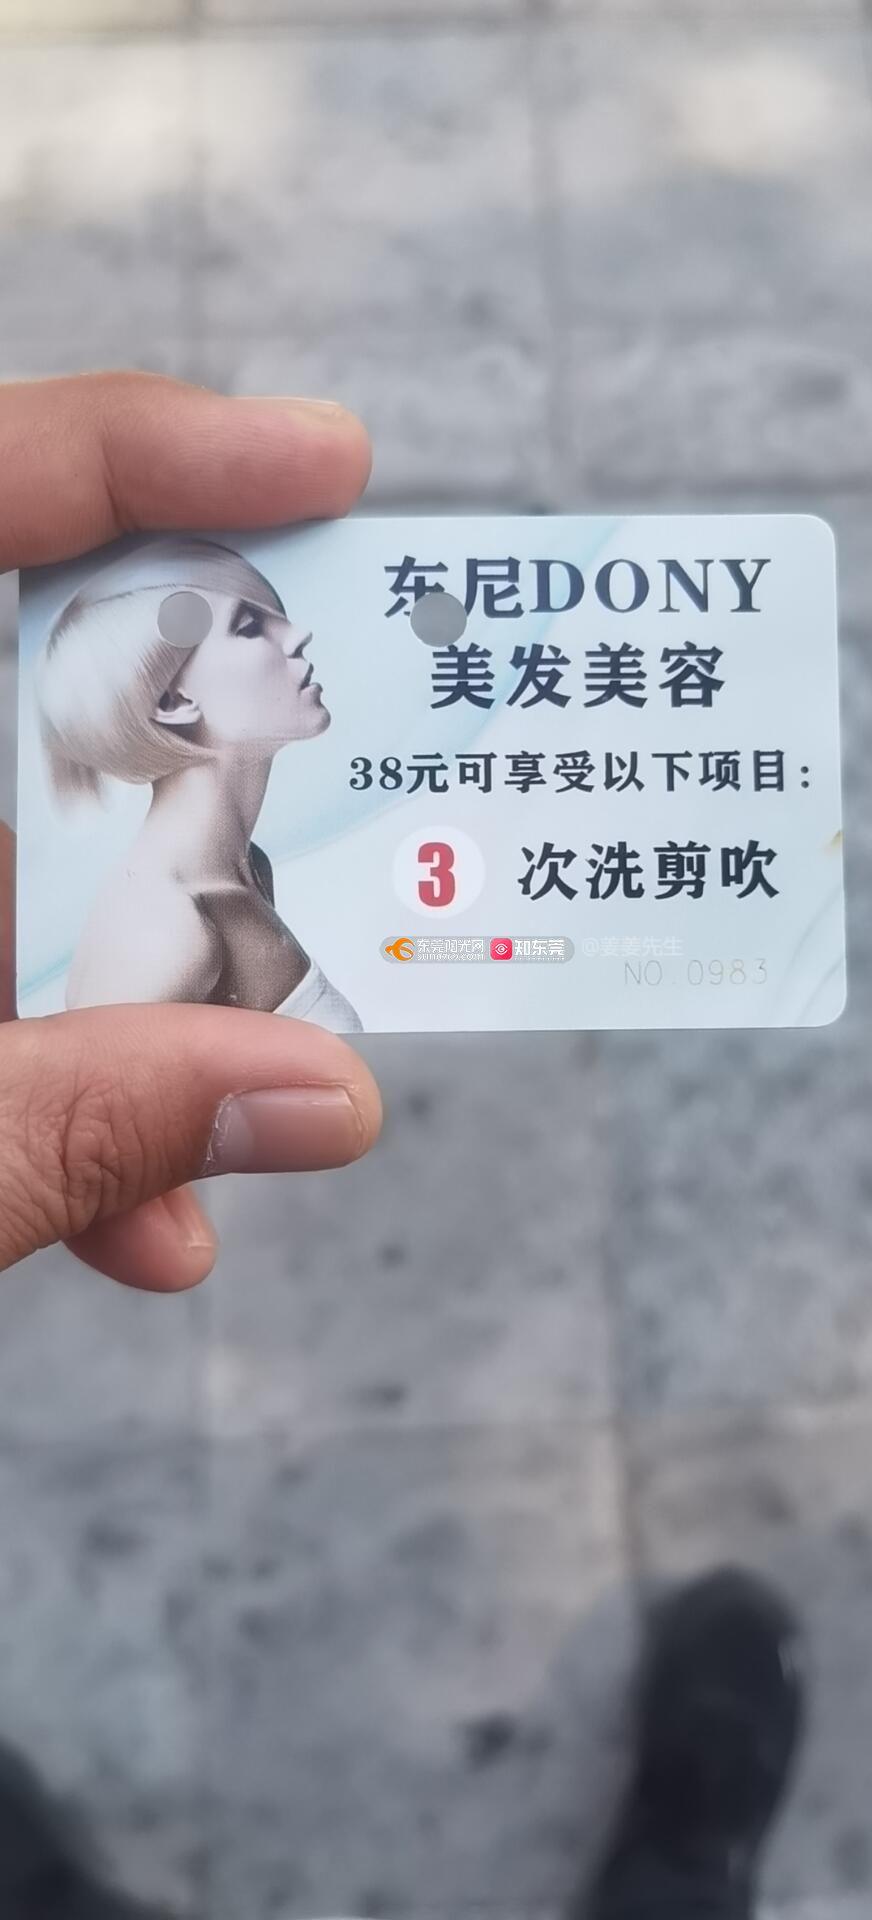 东尼DONY
美发美容
38元可享受以下项目：
3 次洗剪吹
东莞阳光网 知东莞 @姜姜先生
NO.0983